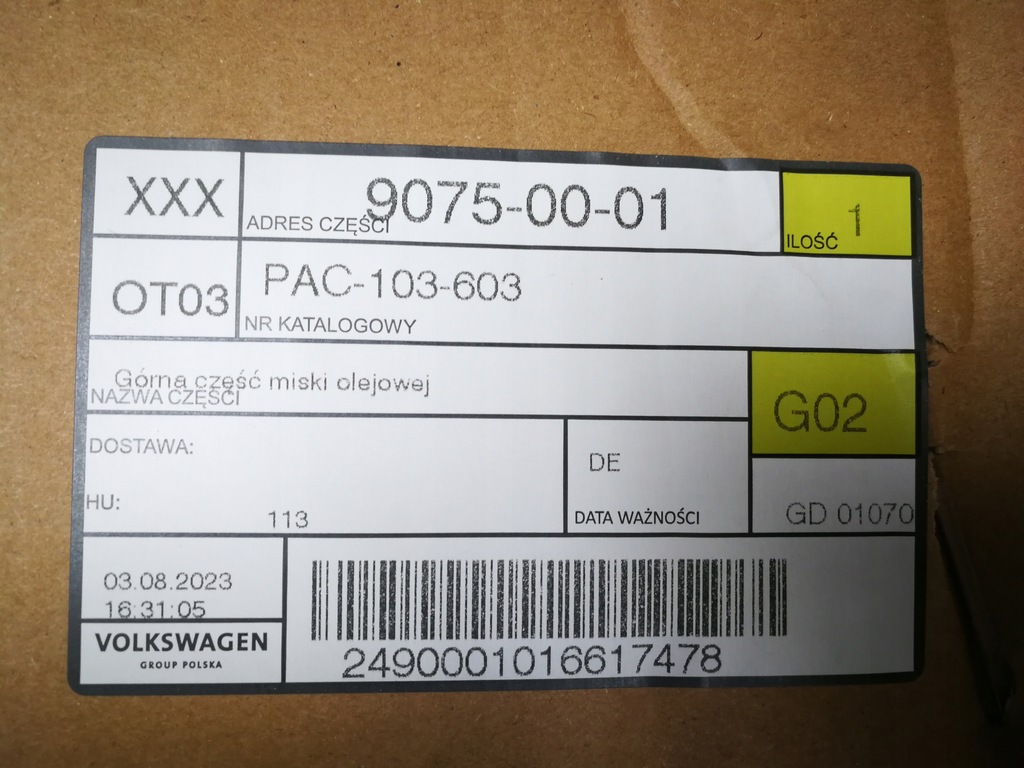 XXX
9075-00-01
ADRES CZĘŚCI
1
ILOŚĆ
OT03
PAC-103-603
NR KATALOGOWY
Górna część miski olejowej
NAZWA CZĘŚCI
G02
DOSTAWA:
DE
HU:
113
DATA WAŻNOŚCI
GD 01070
03.08.2023
16:31:05
VOLKSWAGEN
GROUP POLSKA
2490001016617478